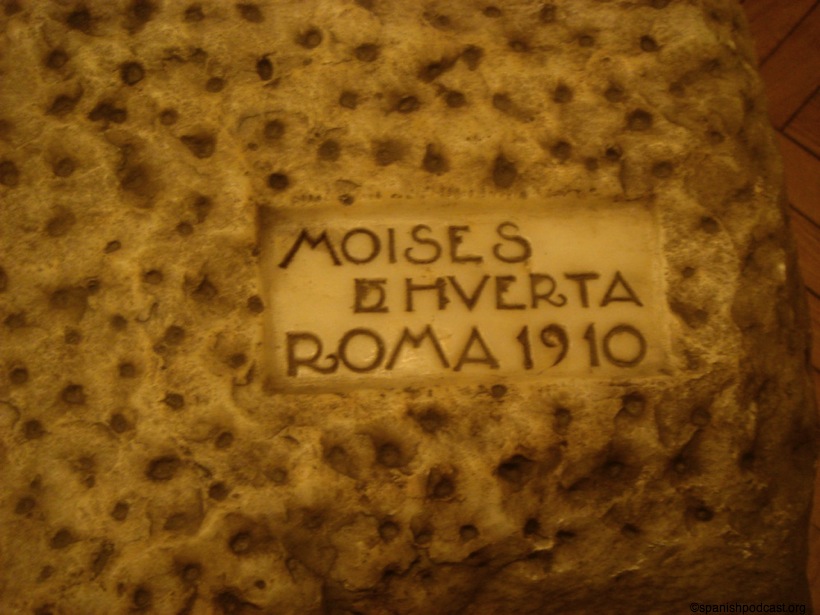 MOISES
DE HVERTA
ROMA 1910
©spanishpodcast.org